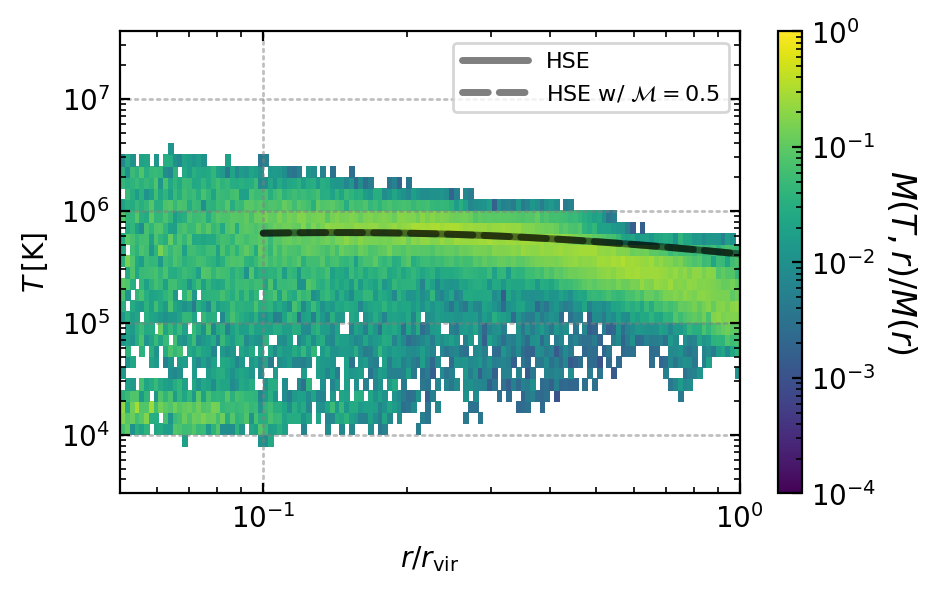 HSE
HSE w/ ℳ = 0.5
10⁷
10⁶
10⁵
10⁴
T [K]
10⁻¹
10⁰
r/r_vir
10⁰
10⁻¹
10⁻²
10⁻³
10⁻⁴
M(T, r)/M(r)